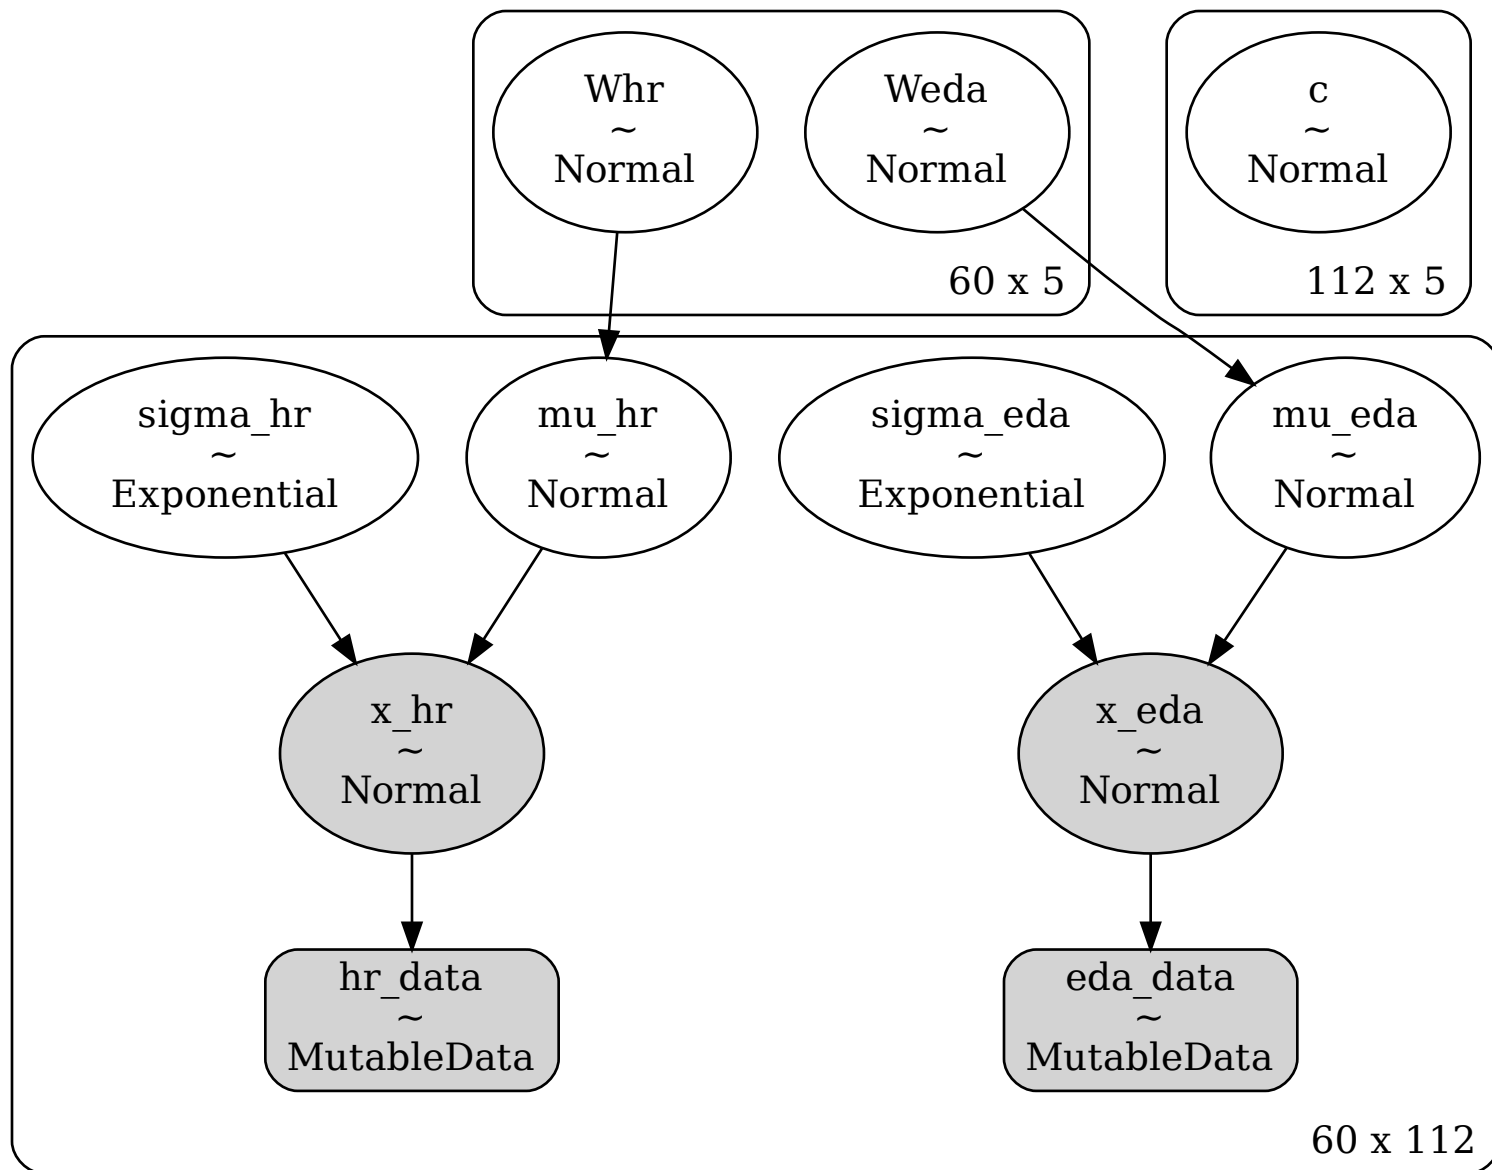 Whr
~
Normal
Weda
~
Normal
60 x 5
c
~
Normal
112 x 5
sigma_hr
~
Exponential
mu_hr
~
Normal
sigma_eda
~
Exponential
mu_eda
~
Normal
x_hr
~
Normal
x_eda
~
Normal
hr_data
~
MutableData
eda_data
~
MutableData
60 x 112